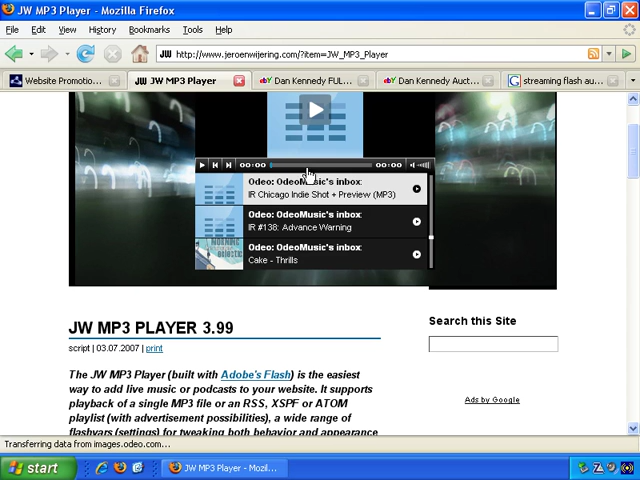 JW MP3 Player - Mozilla Firefox
File Edit View History Bookmarks Tools Help
http://www.jeroenwijering.com/?item=JW_MP3_Player
Website Promotio... JW MP3 Player Dan Kennedy FUL... Dan Kennedy Auct... streaming flash au...
00:00 00:00
Odeo: OdeoMusic's inbox:
IR Chicago Indie Shot + Preview (MP3)
Odeo: OdeoMusic's inbox:
IR #138: Advance Warning
Odeo: OdeoMusic's inbox:
Cake - Thrills
JW MP3 PLAYER 3.99
script | 03.07.2007 | print
The JW MP3 Player (built with Adobe's Flash) is the easiest
way to add live music or podcasts to your website. It supports
playback of a single MP3 file or an RSS, XSPF or ATOM
playlist (with advertisement possibilities), a wide range of
flashvars (settings) for tweaking both behavior and appearance
Search this Site
Ads by Google
Transferring data from images.odeo.com...
start JW MP3 Player - Mozil...